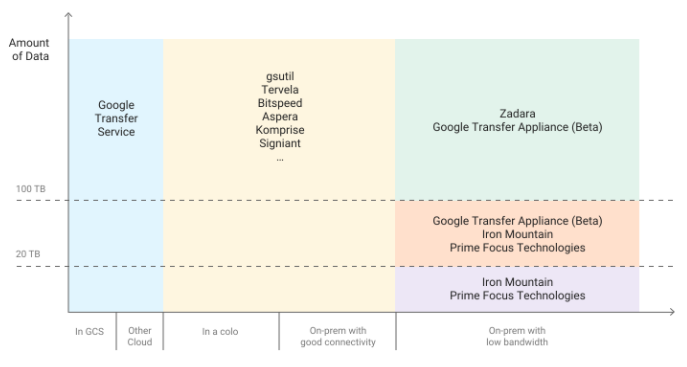 Amount
of Data
Google
Transfer
Service
gsutil
Tervela
Bitspeed
Aspera
Komprise
Signiant
...
Zadara
Google Transfer Appliance (Beta)
100 TB
Google Transfer Appliance (Beta)
Iron Mountain
Prime Focus Technologies
20 TB
Iron Mountain
Prime Focus Technologies
In GCS
Other
Cloud
In a colo
On-prem with
good connectivity
On-prem with
low bandwidth